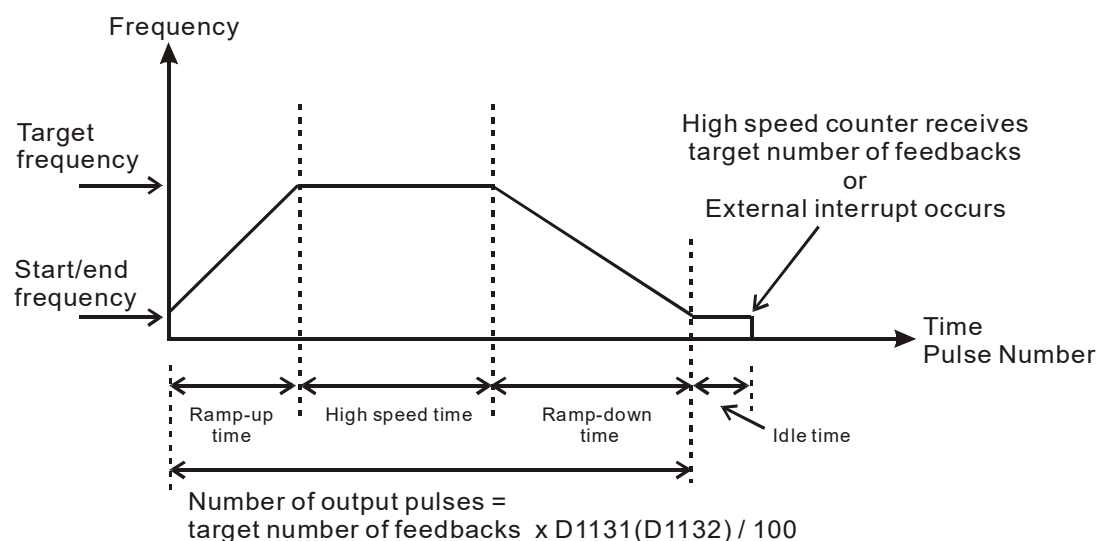 Frequency
Target
frequency
Start/end
frequency
High speed counter receives
target number of feedbacks
or
External interrupt occurs
Time
Pulse Number
Ramp-up
time
High speed time
Ramp-down
time
Idle time
Number of output pulses =
target number of feedbacks x D1131(D1132) / 100